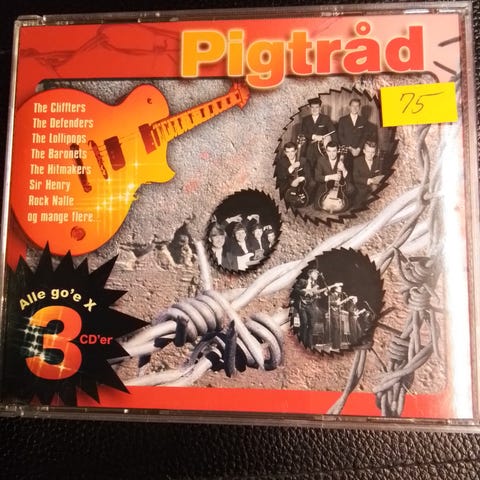 Pigtråd
75
The Cliffters
The Defenders
The Lollipops
The Baronets
The Hitmakers
Sir Henry
Rock Nalle
og mange flere..
Alle go'e X
3 CD'er